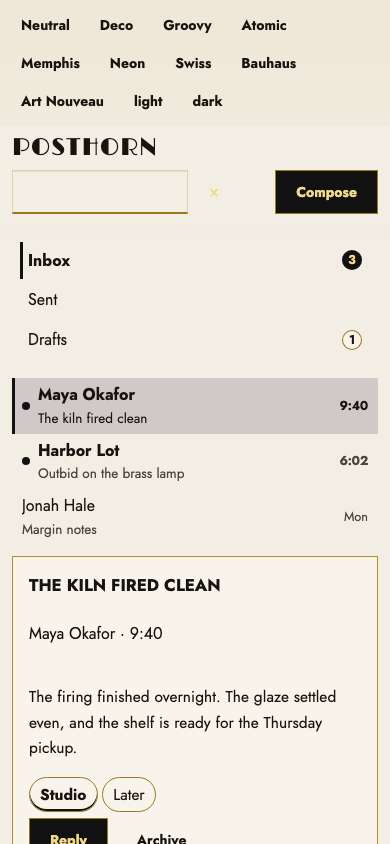 Neutral Deco Groovy Atomic
Memphis Neon Swiss Bauhaus
Art Nouveau light dark
POSTHORN
× Compose
Inbox 3
Sent
Drafts 1
Maya Okafor 9:40
The kiln fired clean
Harbor Lot 6:02
Outbid on the brass lamp
Jonah Hale Mon
Margin notes
THE KILN FIRED CLEAN
Maya Okafor · 9:40
The firing finished overnight. The glaze settled
even, and the shelf is ready for the Thursday
pickup.
Studio Later
Reply Archive